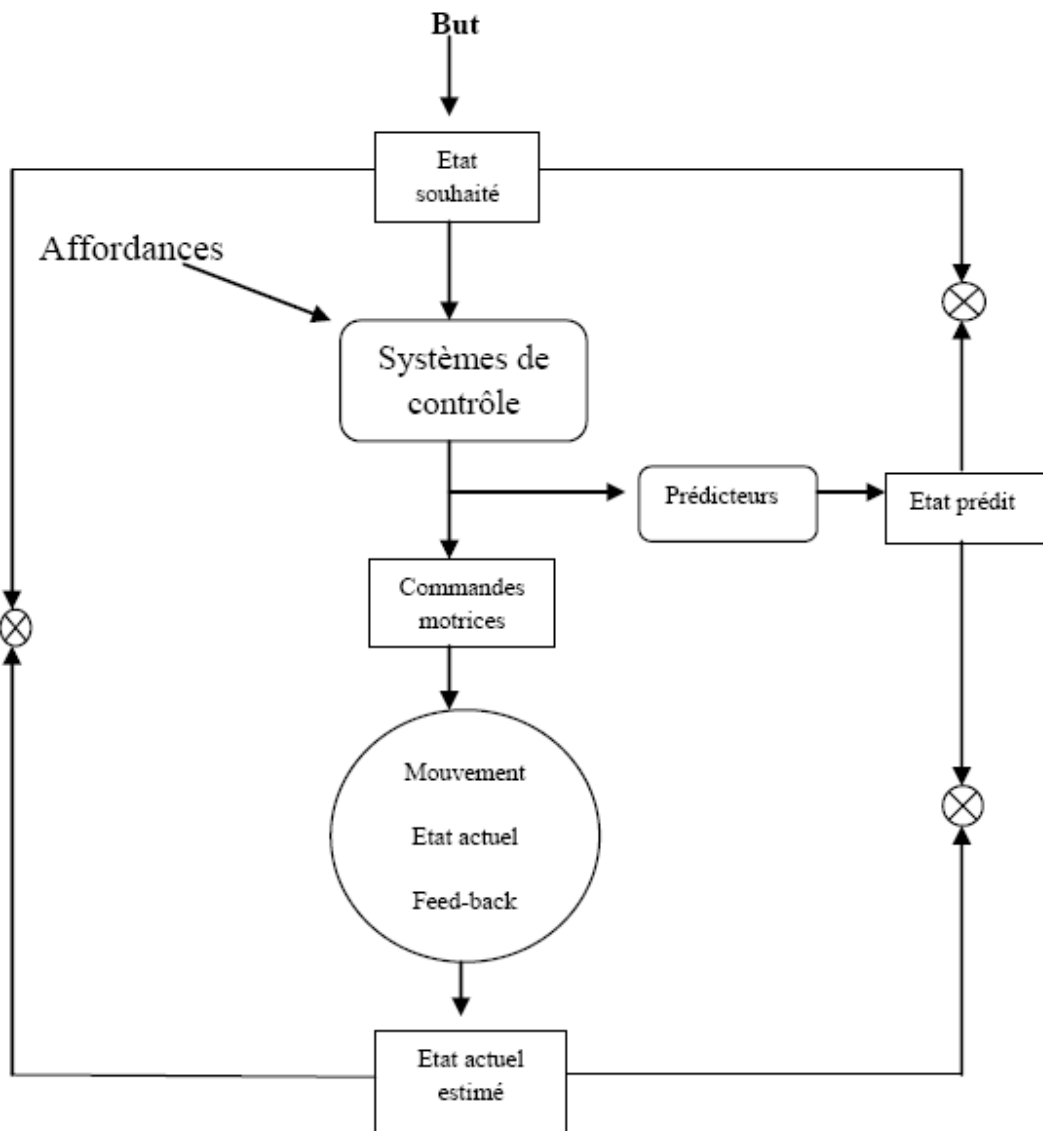 But
Etat
souhaité
Affordances
Systèmes de
contrôle
Prédicteurs
Etat prédit
Commandes
motrices
Mouvement
Etat actuel
Feed-back
Etat actuel
estimé